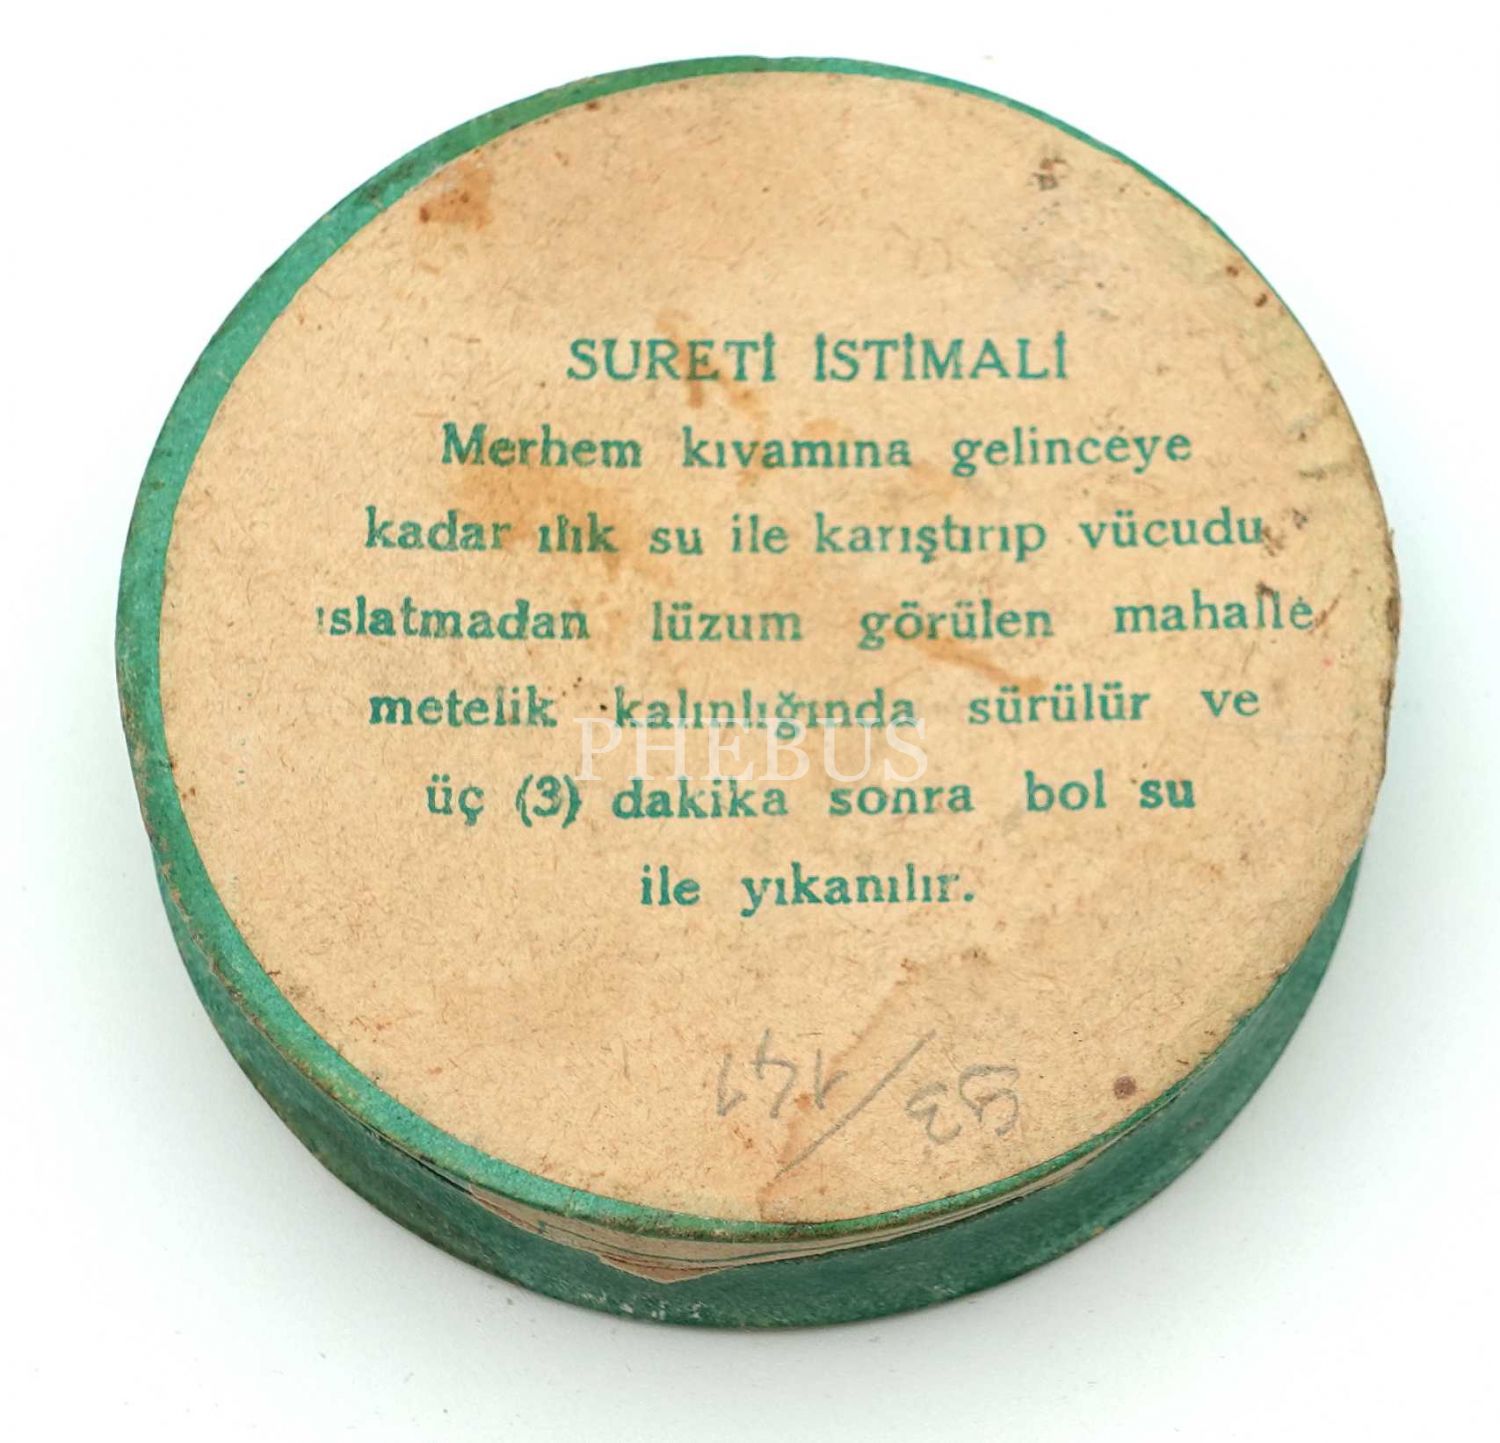 SURETİ İSTİMALİ
Merhem kıvamına gelinceye
kadar ılık su ile karıştırıp vücudu
ıslatmadan lüzum görülen mahalle
metelik kalınlığında sürülür ve
PHEBUS
üç (3) dakika sonra bol su
ile yıkanılır.